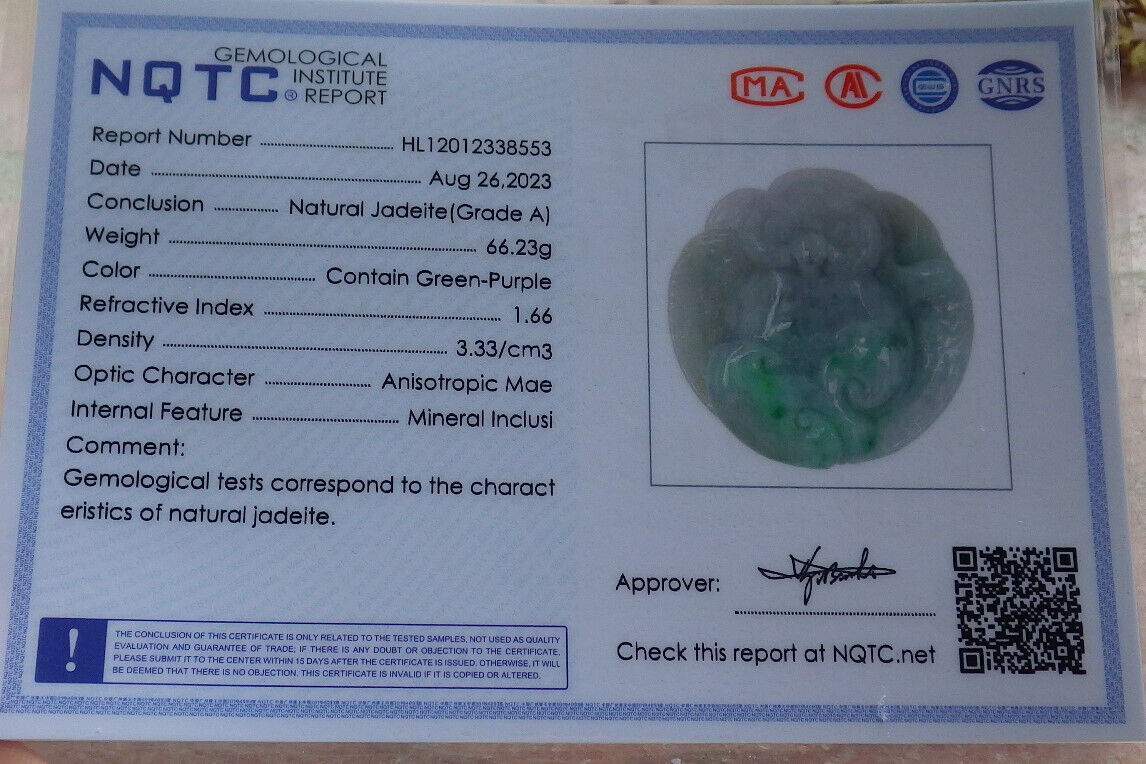 NQTC® GEMOLOGICAL
INSTITUTE
REPORT
MA
GNRS
Report Number ........ HL12012338553
Date ........ Aug 26,2023
Conclusion ........ Natural Jadeite(Grade A)
Weight ........ 66.23g
Color ........ Contain Green-Purple
Refractive Index ........ 1.66
Density ........ 3.33/cm3
Optic Character ........ Anisotropic Mae
Internal Feature ........ Mineral Inclusi
Comment:
Gemological tests correspond to the charact
eristics of natural jadeite.
Approver:
Check this report at NQTC.net
! THE CONCLUSION OF THIS CERTIFICATE IS ONLY RELATED TO THE TESTED SAMPLES, NOT USED AS QUALITY
EVALUATION AND GUARANTEE OF TRADE; IF THERE IS ANY DOUBT OR OBJECTION TO THE CERTIFICATE,
PLEASE SUBMIT IT TO THE CENTER WITHIN 15 DAYS AFTER THE CERTIFICATE IS ISSUED. OTHERWISE, IT WILL
BE DEEMED THAT THERE IS NO OBJECTION. THIS CERTIFICATE IS INVALID IF IT IS COPIED OR ALTERED.